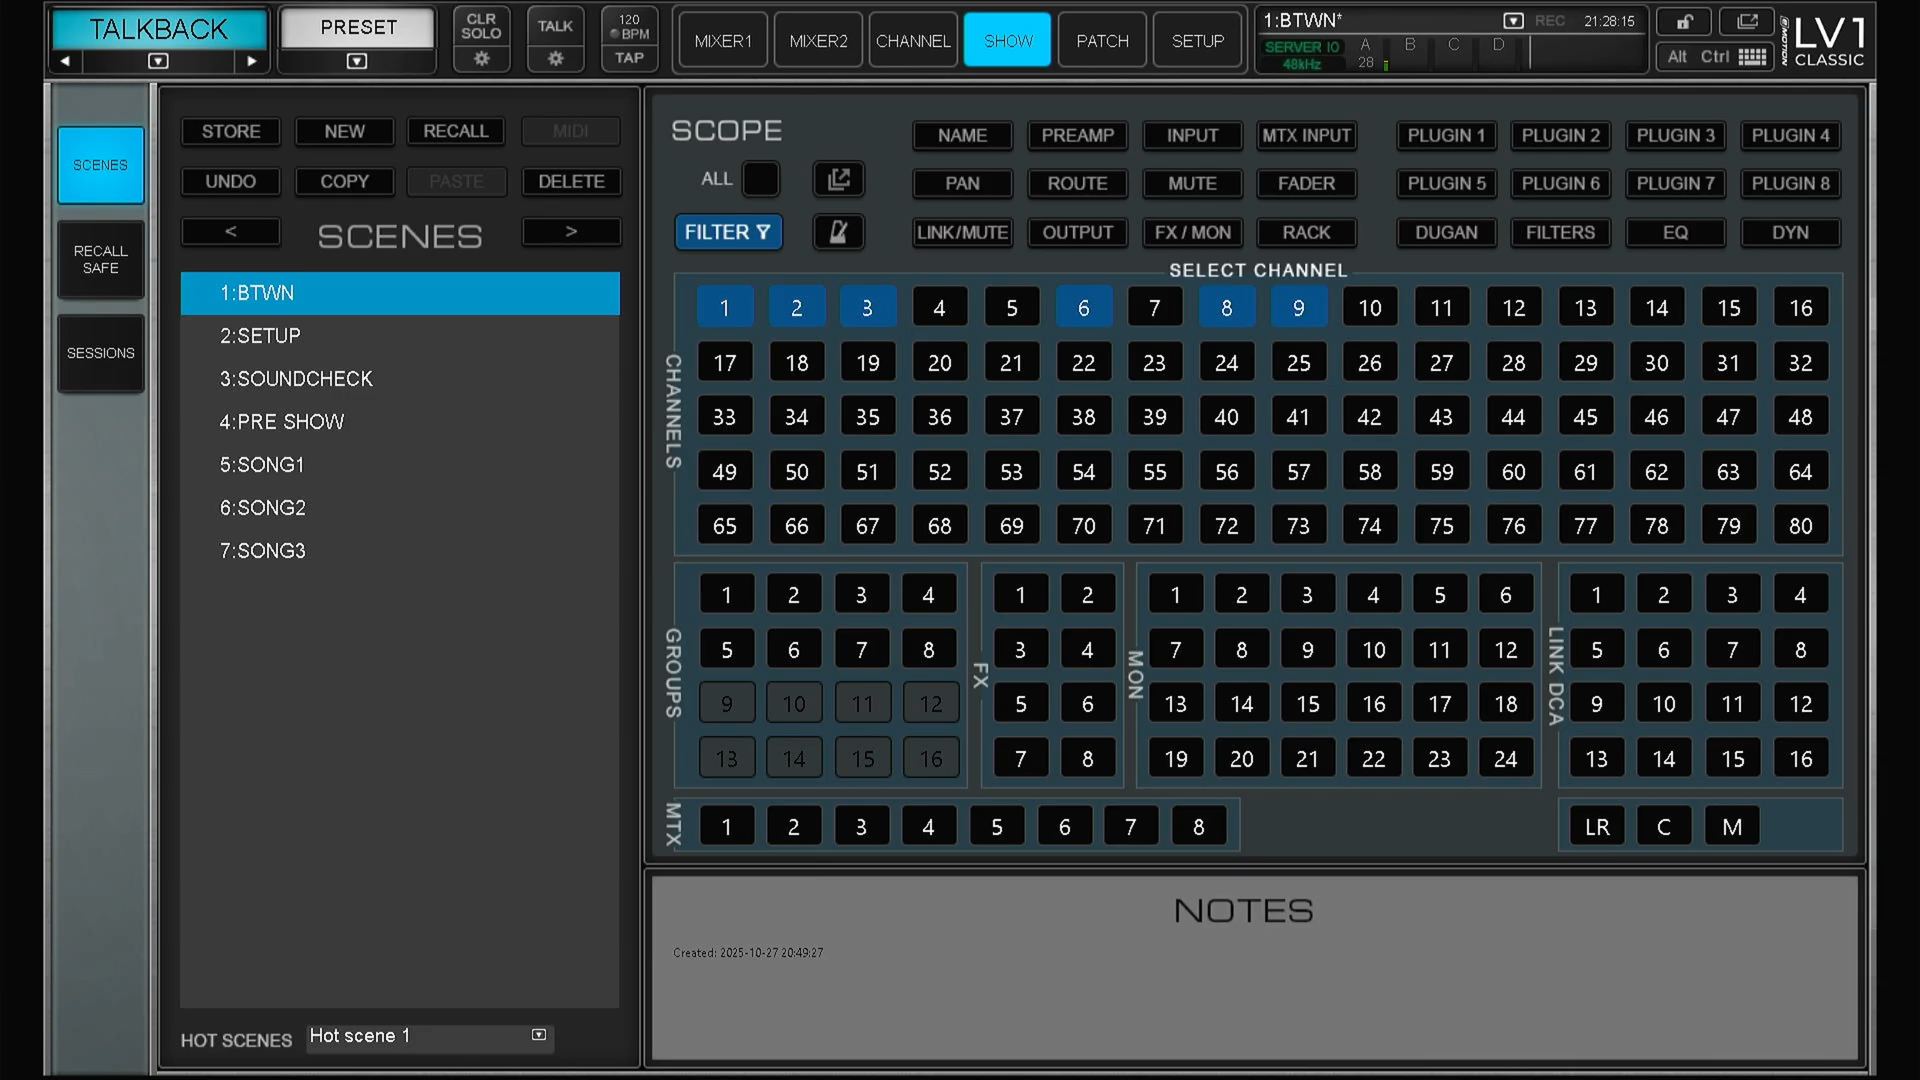 TALKBACK
PRESET
CLR SOLO
TALK
120 BPM
TAP
MIXER1 MIXER2 CHANNEL SHOW PATCH SETUP
1:BTWN*
REC 21:28:15
SERVER IO
48kHz
A B C D
28
Alt Ctrl
eMOTION LV1 CLASSIC
SCENES
RECALL SAFE
SESSIONS
STORE NEW RECALL MIDI
UNDO COPY PASTE DELETE
< SCENES >
1:BTWN
2:SETUP
3:SOUNDCHECK
4:PRE SHOW
5:SONG1
6:SONG2
7:SONG3
HOT SCENES Hot scene 1
SCOPE
ALL
FILTER
NAME PREAMP INPUT MTX INPUT PLUGIN 1 PLUGIN 2 PLUGIN 3 PLUGIN 4
PAN ROUTE MUTE FADER PLUGIN 5 PLUGIN 6 PLUGIN 7 PLUGIN 8
LINK/MUTE OUTPUT FX / MON RACK DUGAN FILTERS EQ DYN
SELECT CHANNEL
CHANNELS
1 2 3 4 5 6 7 8 9 10 11 12 13 14 15 16
17 18 19 20 21 22 23 24 25 26 27 28 29 30 31 32
33 34 35 36 37 38 39 40 41 42 43 44 45 46 47 48
49 50 51 52 53 54 55 56 57 58 59 60 61 62 63 64
65 66 67 68 69 70 71 72 73 74 75 76 77 78 79 80
GROUPS
1 2 3 4
5 6 7 8
9 10 11 12
13 14 15 16
FX
1 2
3 4
5 6
7 8
MON
1 2 3 4 5 6
7 8 9 10 11 12
13 14 15 16 17 18
19 20 21 22 23 24
LINK DCA
1 2 3 4
5 6 7 8
9 10 11 12
13 14 15 16
MTX
1 2 3 4 5 6 7 8
LR C M
NOTES
Created: 2025-10-27 20:49:27